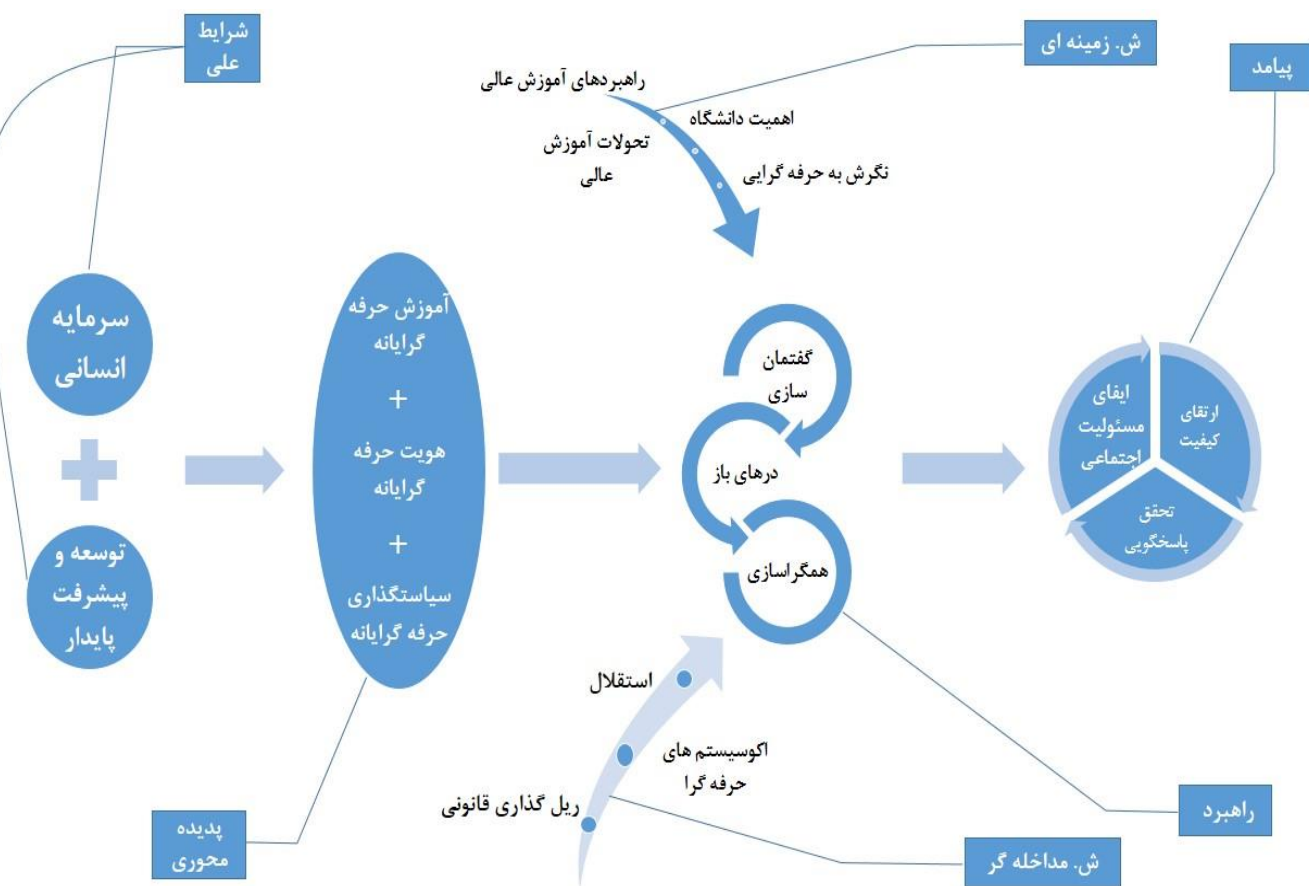 شرایط
علی
ش. زمینه ای
پیامد
راهبردهای آموزش عالی
اهمیت دانشگاه
تحولات آموزش
عالی
نگرش به حرفه گرایی
سرمایه
انسانی
توسعه و
پیشرفت
پایدار
آموزش حرفه
گرایانه
+
هویت حرفه
گرایانه
+
سیاستگذاری
حرفه گرایانه
گفتمان
سازی
درهای باز
همگراسازی
ارتقای
کیفیت
ایفای
مسئولیت
اجتماعی
تحقق
پاسخگویی
استقلال
اکوسیستم های
حرفه گرا
ریل گذاری قانونی
راهبرد
پدیده
محوری
ش. مداخله گر